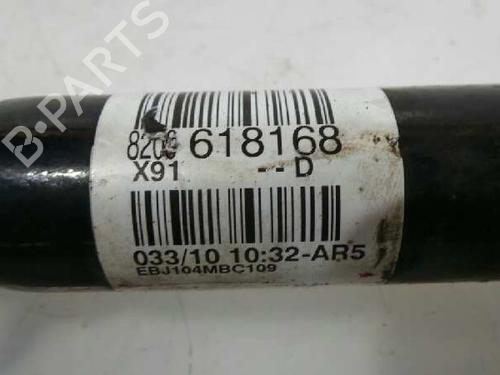 8200 618168
X91 -- D
033/10 10:32-AR5
EBJ104MBC109
B-PARTS